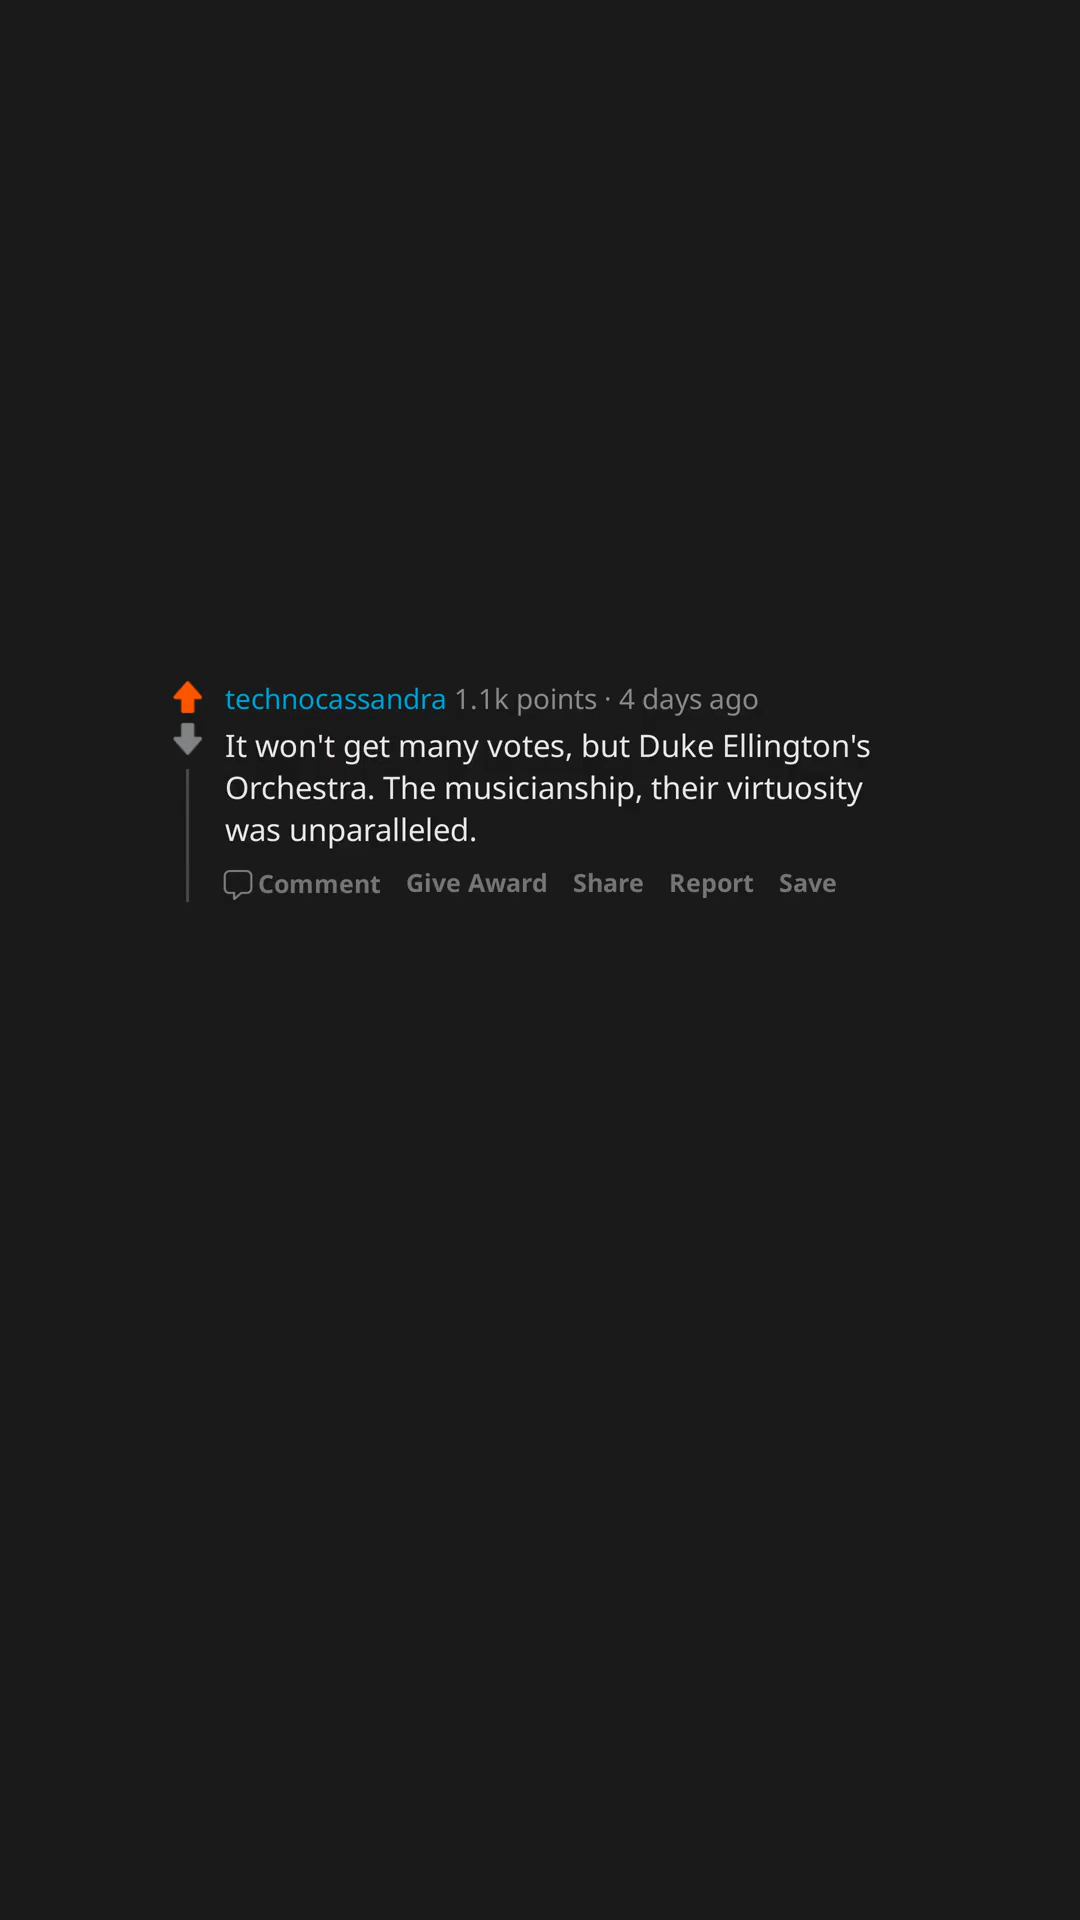 technocassandra 1.1k points · 4 days ago
It won't get many votes, but Duke Ellington's
Orchestra. The musicianship, their virtuosity
was unparalleled.
Comment Give Award Share Report Save